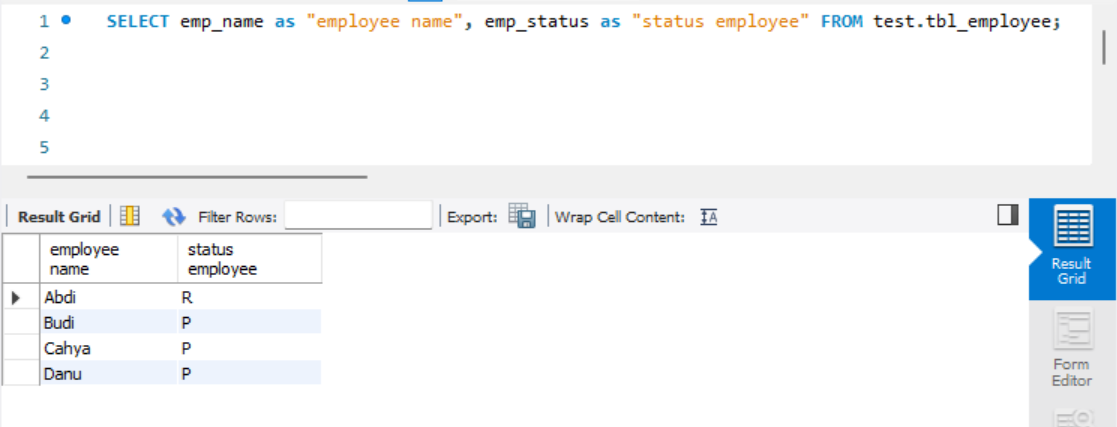 1 SELECT emp_name as "employee name", emp_status as "status employee" FROM test.tbl_employee;
2
3
4
5
Result Grid Filter Rows: Export: Wrap Cell Content: IA
employee name status employee
Abdi R
Budi P
Cahya P
Danu P
Result
Grid
Form
Editor